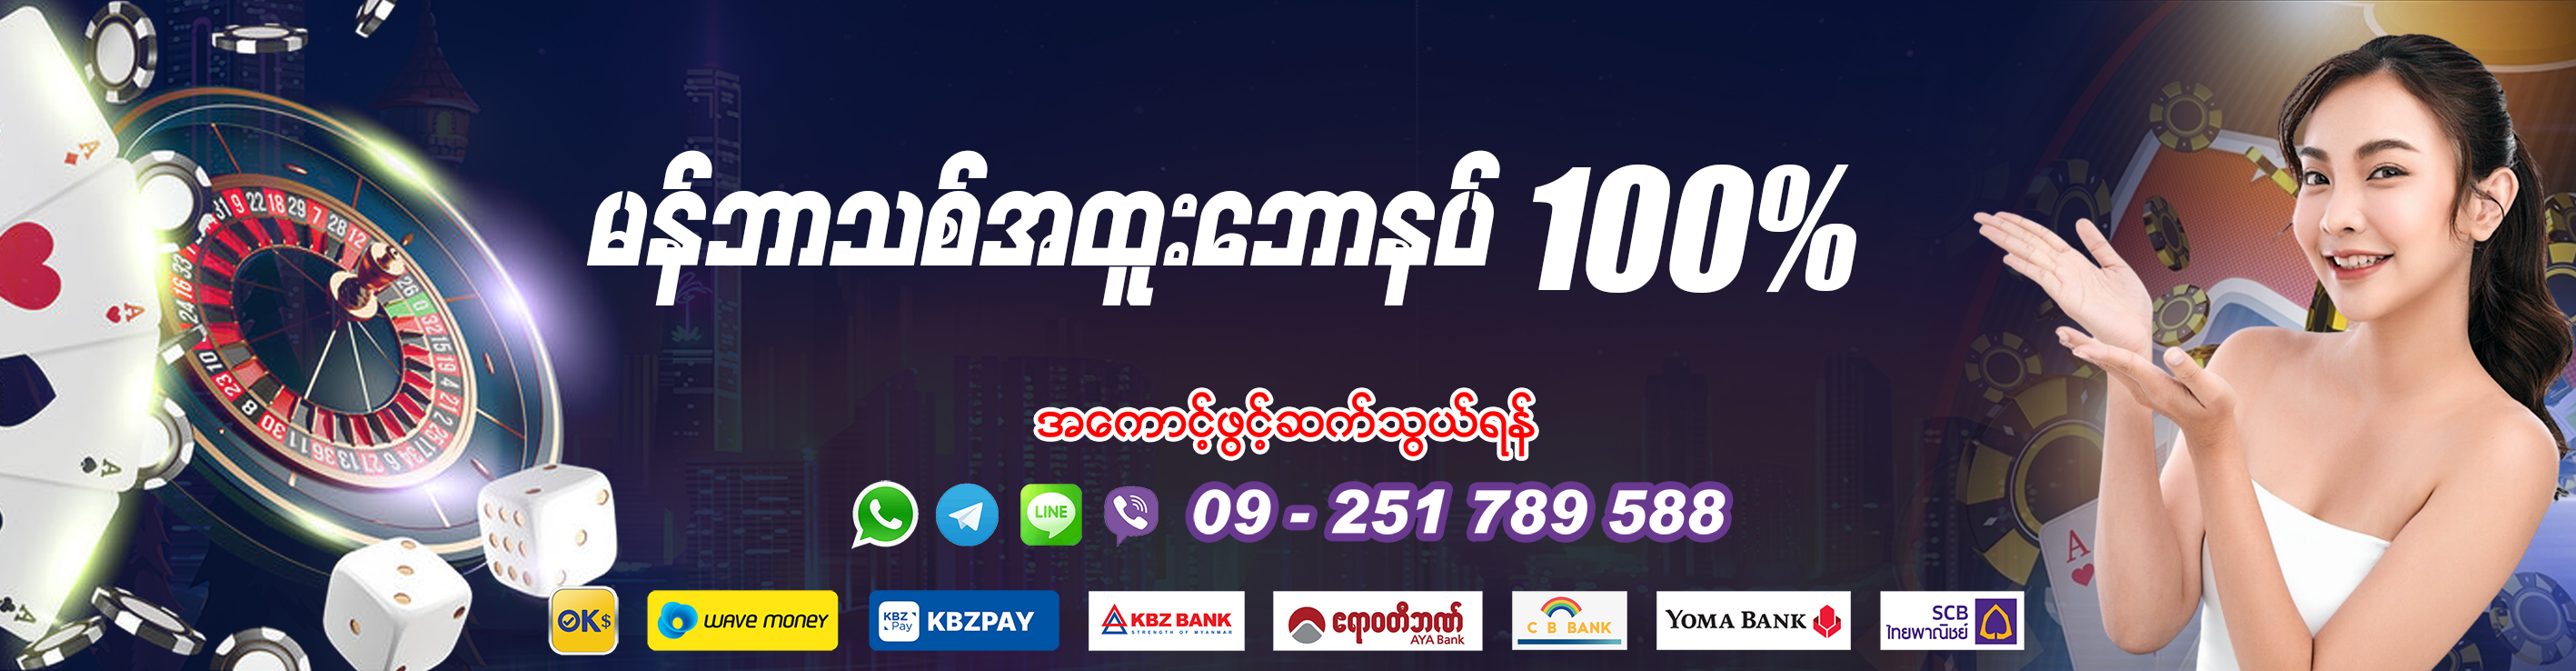 မန်ဘာသစ်အထူးဘောနပ် 100%
အကောင့်ဖွင့်ဆက်သွယ်ရန်
LINE 09 - 251 789 588
OK$ wave money KBZ Pay KBZPAY KBZ BANK STRENGTH OF MYANMAR ဧရာဝတီဘဏ် AYA Bank C B BANK YOMA BANK SCB ไทยพาณิชย์